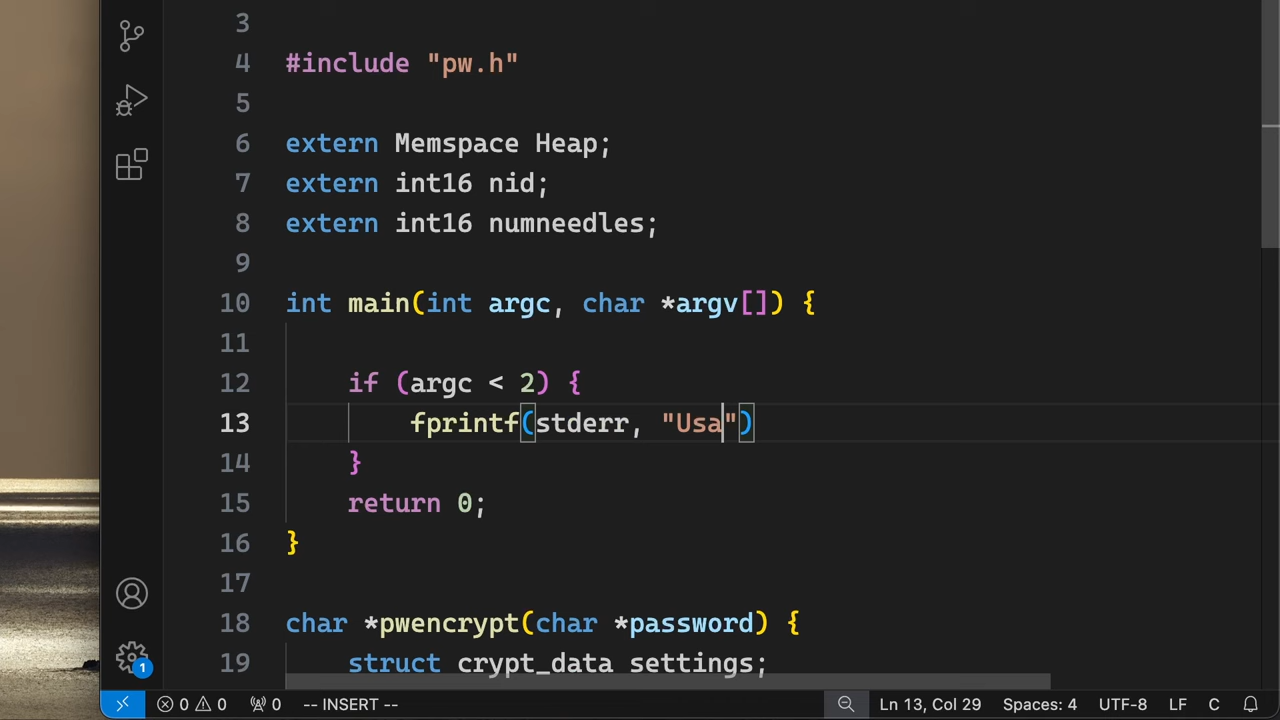 3
4 #include "pw.h"
5
6 extern Memspace Heap;
7 extern int16 nid;
8 extern int16 numneedles;
9
10 int main(int argc, char *argv[]) {
11
12 if (argc < 2) {
13 fprintf(stderr, "Usa")
14 }
15 return 0;
16 }
17
18 char *pwencrypt(char *password) {
19 struct crypt_data settings;
1
0 0 0 -- INSERT -- Ln 13, Col 29 Spaces: 4 UTF-8 LF C